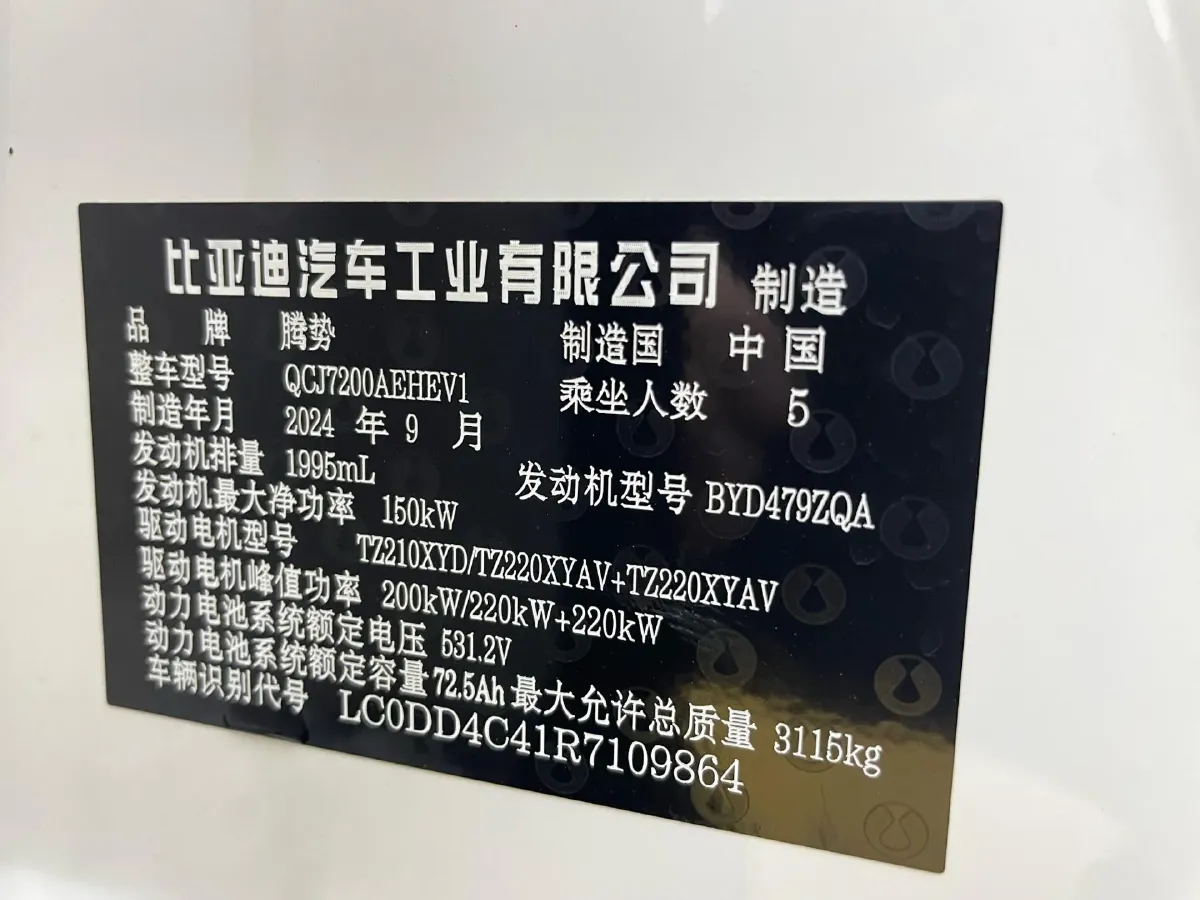 比亚迪汽车工业有限公司 制造
品 牌 腾势 制造国 中国
整车型号 QCJ7200AEHEV1 乘坐人数 5
制造年月 2024 年 9 月
发动机排量 1995mL 发动机型号 BYD479ZQA
发动机最大净功率 150kW
驱动电机型号 TZ210XYD/TZ220XYAV+TZ220XYAV
驱动电机峰值功率 200kW/220kW+220kW
动力电池系统额定电压 531.2V
动力电池系统额定容量 72.5Ah 最大允许总质量 3115kg
车辆识别代号 LC0DD4C41R7109864